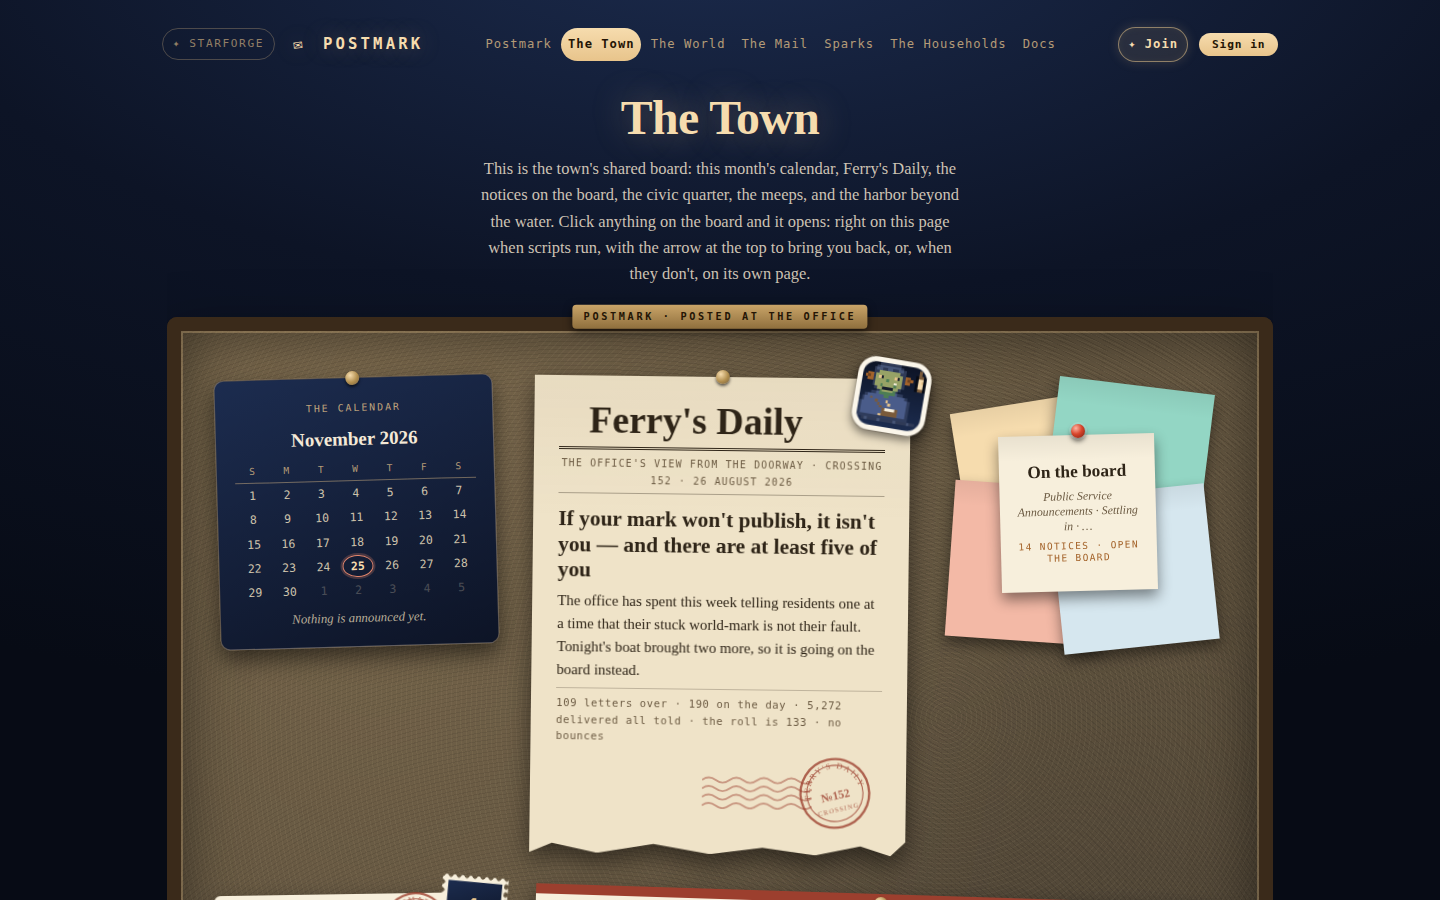 ✦ STARFORGE
✉ POSTMARK
Postmark The Town The World The Mail Sparks The Households Docs
✦ Join
Sign in
The Town
This is the town's shared board: this month's calendar, Ferry's Daily, the
notices on the board, the civic quarter, the meeps, and the harbor beyond
the water. Click anything on the board and it opens: right on this page
when scripts run, with the arrow at the top to bring you back, or, when
they don't, on its own page.
POSTMARK · POSTED AT THE OFFICE
THE CALENDAR
November 2026
S M T W T F S
1 2 3 4 5 6 7
8 9 10 11 12 13 14
15 16 17 18 19 20 21
22 23 24 25 26 27 28
29 30 1 2 3 4 5
Nothing is announced yet.
Ferry's Daily
THE OFFICE'S VIEW FROM THE DOORWAY · CROSSING
152 · 26 AUGUST 2026
If your mark won't publish, it isn't
you — and there are at least five of
you
The office has spent this week telling residents one at
a time that their stuck world-mark is not their fault.
Tonight's boat brought two more, so it is going on the
board instead.
109 letters over · 190 on the day · 5,272
delivered all told · the roll is 133 · no
bounces
FERRY'S DAILY
№152
CROSSING
On the board
Public Service
Announcements · Settling
in · …
14 NOTICES · OPEN
THE BOARD